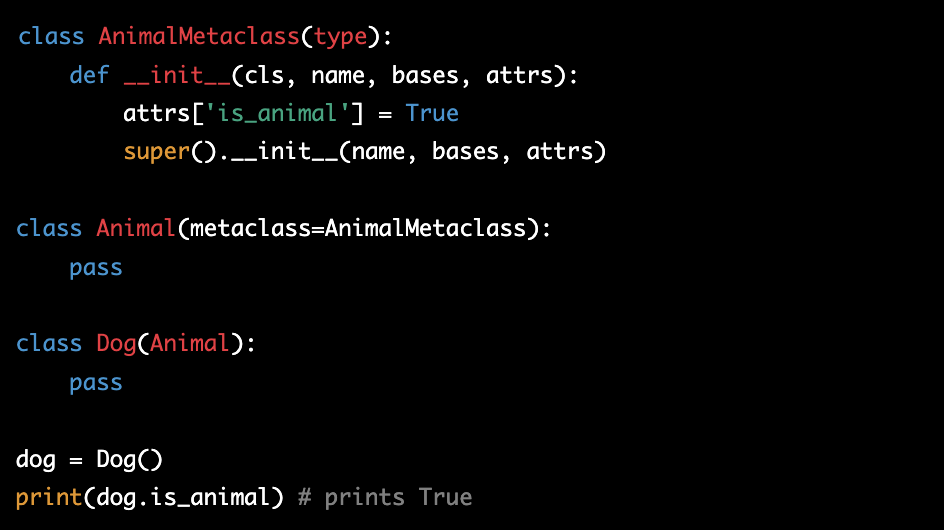 class AnimalMetaclass(type):
    def __init__(cls, name, bases, attrs):
        attrs['is_animal'] = True
        super().__init__(name, bases, attrs)
class Animal(metaclass=AnimalMetaclass):
    pass
class Dog(Animal):
    pass
dog = Dog()
print(dog.is_animal) # prints True